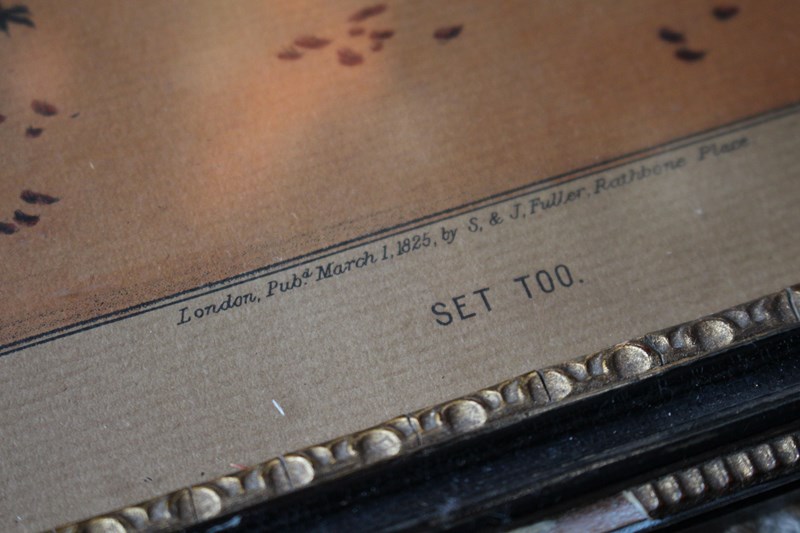 London, Pubd. March 1, 1825, by S. & J. Fuller, Rathbone Place
SET TOO.